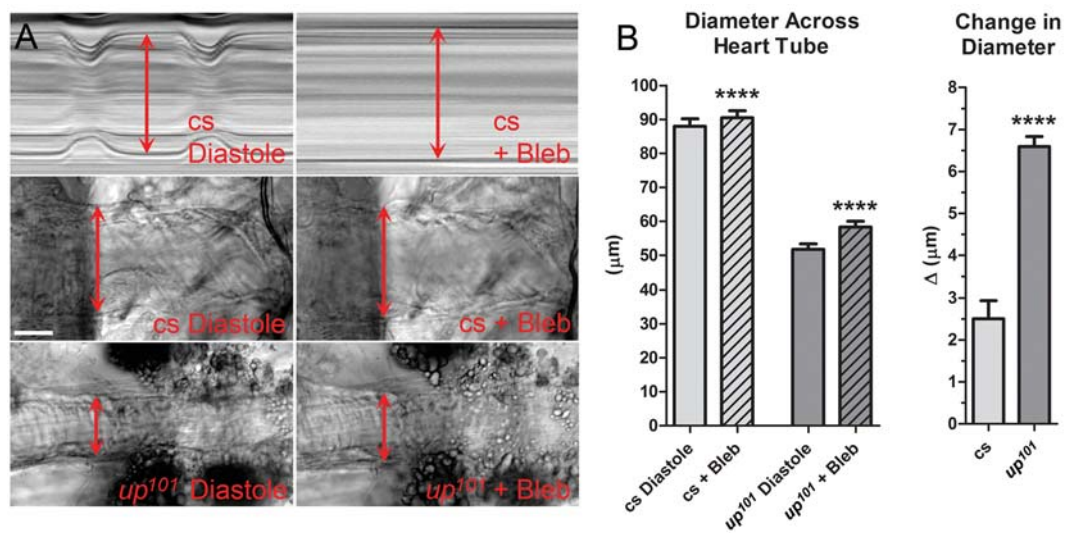 A
cs
Diastole
cs
+ Bleb
cs Diastole
cs + Bleb
up¹⁰¹ Diastole
up¹⁰¹ + Bleb
B
Diameter Across
Heart Tube
(μm)
100
90
80
70
60
50
40
30
20
10
0
****
****
cs Diastole
cs + Bleb
up¹⁰¹ Diastole
up¹⁰¹ + Bleb
Change in
Diameter
Δ (μm)
8
7
6
5
4
3
2
1
0
****
cs
up¹⁰¹